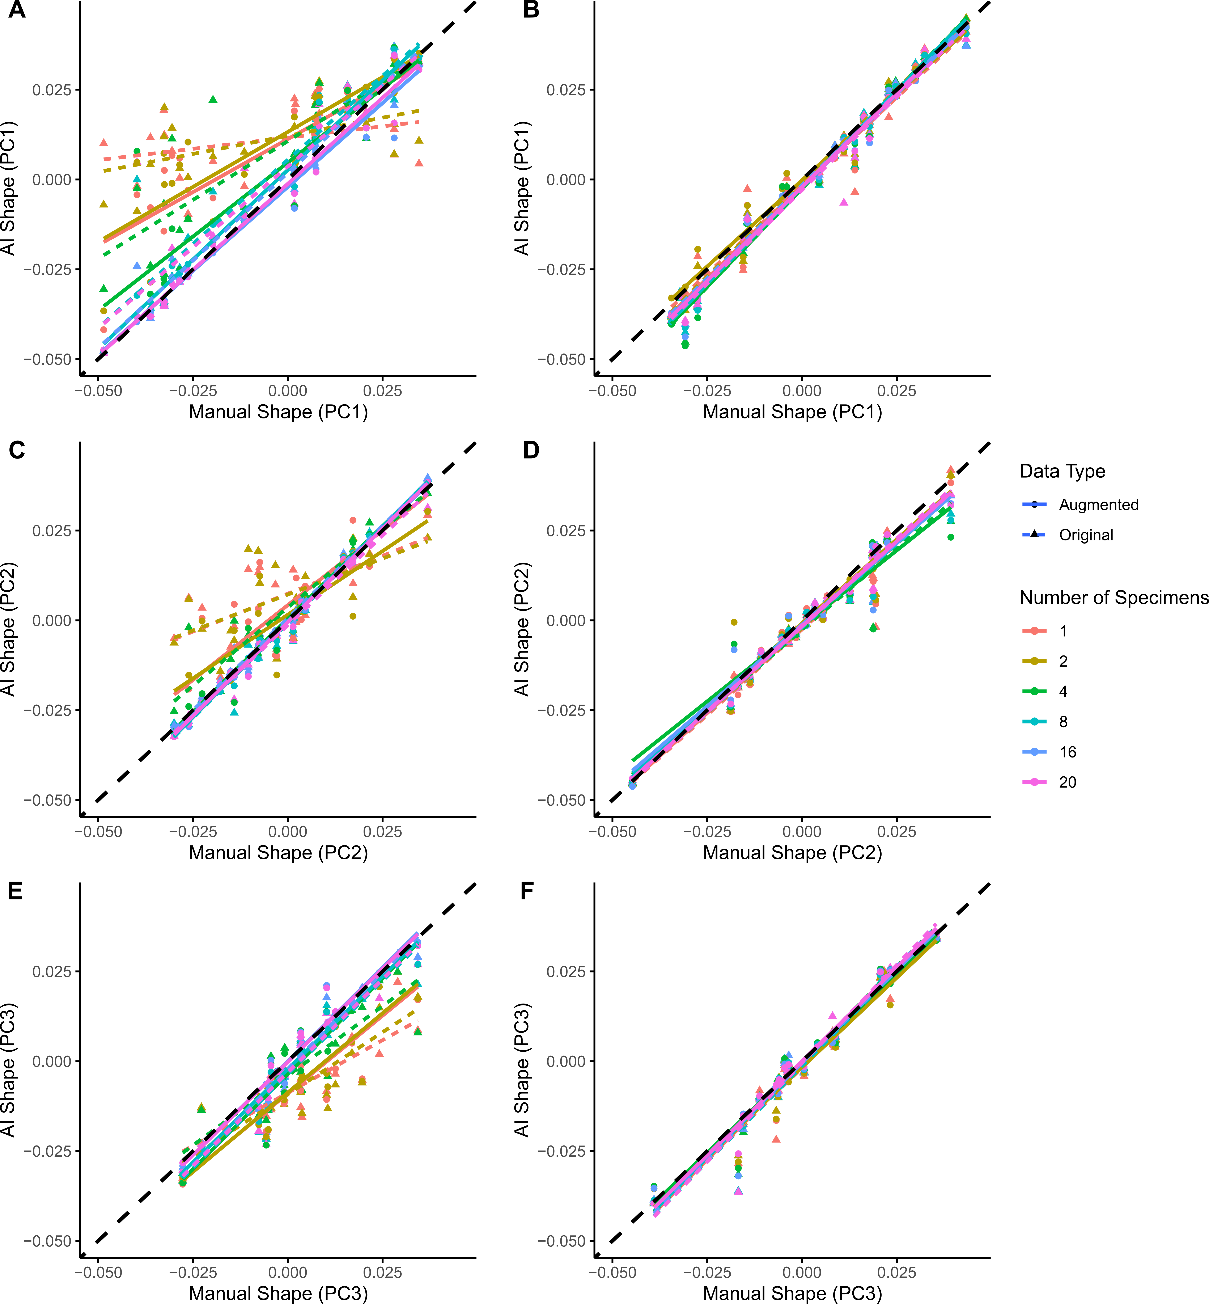 A
AI Shape (PC1)
0.025
0.000
−0.025
−0.050
−0.050
−0.025
0.000
0.025
Manual Shape (PC1)
B
AI Shape (PC1)
0.025
0.000
−0.025
−0.050
−0.050
−0.025
0.000
0.025
Manual Shape (PC1)
C
AI Shape (PC2)
0.025
0.000
−0.025
−0.050
−0.050
−0.025
0.000
0.025
Manual Shape (PC2)
D
AI Shape (PC2)
0.025
0.000
−0.025
−0.050
−0.050
−0.025
0.000
0.025
Manual Shape (PC2)
Data Type
Augmented
Original
Number of Specimens
1
2
4
8
16
20
E
AI Shape (PC3)
0.025
0.000
−0.025
−0.050
−0.050
−0.025
0.000
0.025
Manual Shape (PC3)
F
AI Shape (PC3)
0.025
0.000
−0.025
−0.050
−0.050
−0.025
0.000
0.025
Manual Shape (PC3)